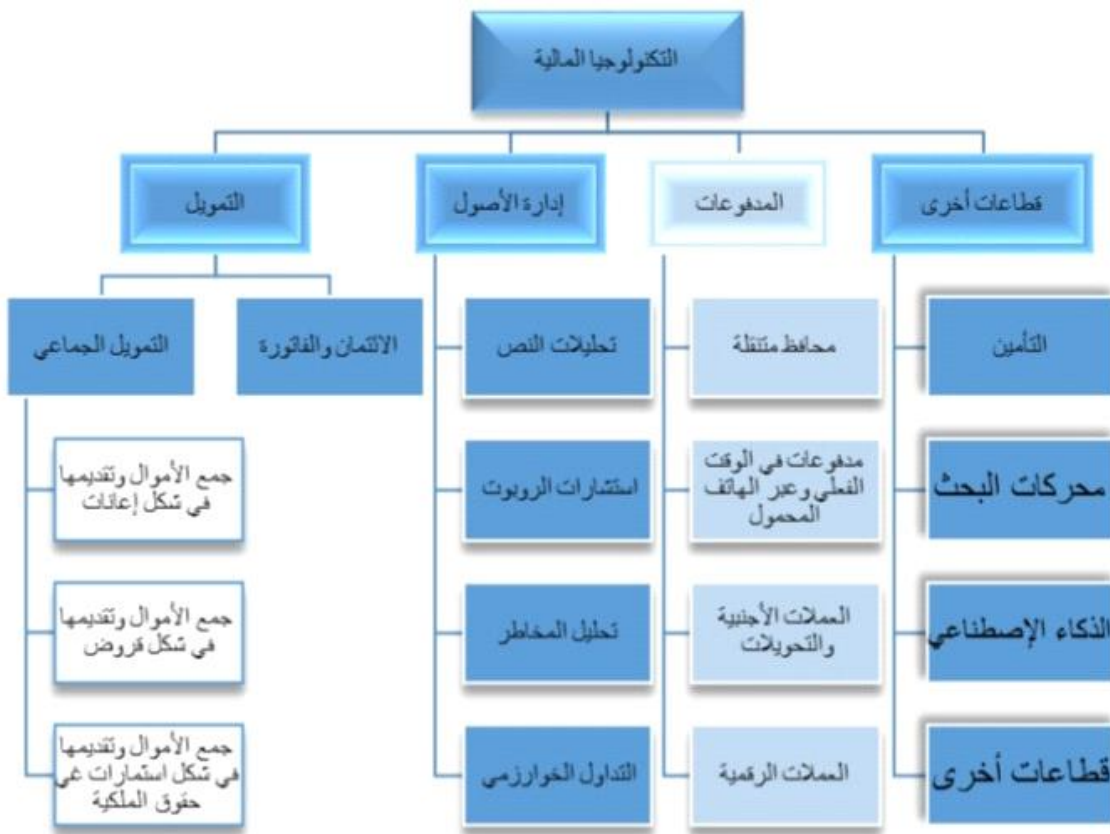 التكنولوجيا المالية
قطاعات أخرى
المدفوعات
إدارة الأصول
التمويل
التأمين
محركات البحث
الذكاء الإصطناعي
قطاعات أخرى
محافظ متنقلة
مدفوعات في الوقت
الفعلي وعبر الهاتف
المحمول
العملات الأجنبية
والتحويلات
العملات الرقمية
تحليلات النص
استشارات الروبوت
تحليل المخاطر
التداول الخوارزمي
الائتمان والفاتورة
التمويل الجماعي
جمع الأموال وتقديمها
في شكل إعانات
جمع الأموال وتقديمها
في شكل قروض
جمع الأموال وتقديمها
في شكل استمارات غي
حقوق الملكية